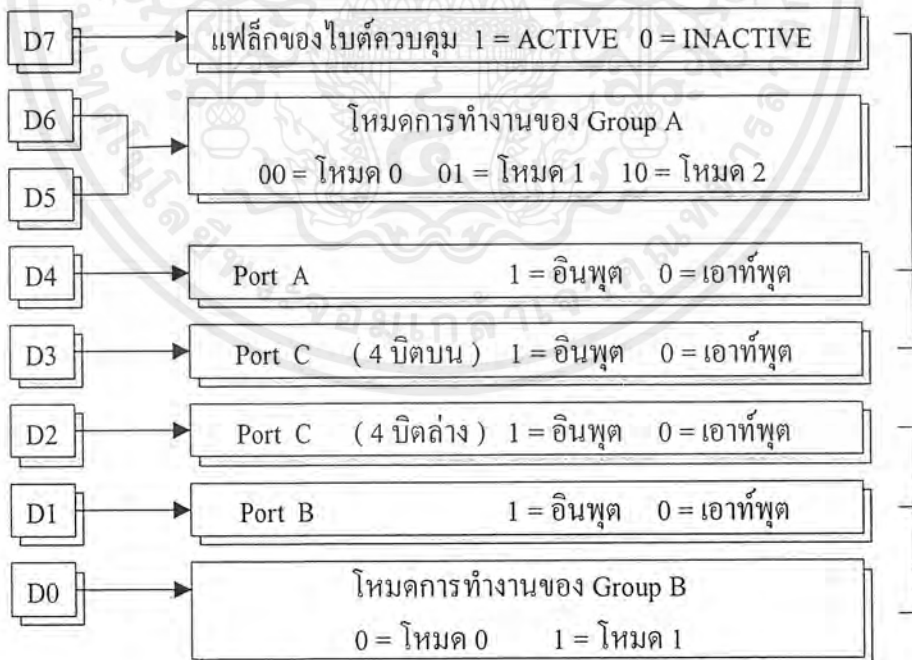 D7 แฟล็กของไบต์ควบคุม 1 = ACTIVE 0 = INACTIVE
D6
โหมดการทำงานของ Group A
00 = โหมด 0 01 = โหมด 1 10 = โหมด 2
D5
D4 Port A 1 = อินพุต 0 = เอาท์พุต
D3 Port C ( 4 บิตบน ) 1 = อินพุต 0 = เอาท์พุต
D2 Port C ( 4 บิตล่าง ) 1 = อินพุต 0 = เอาท์พุต
D1 Port B 1 = อินพุต 0 = เอาท์พุต
D0 โหมดการทำงานของ Group B
0 = โหมด 0 1 = โหมด 1